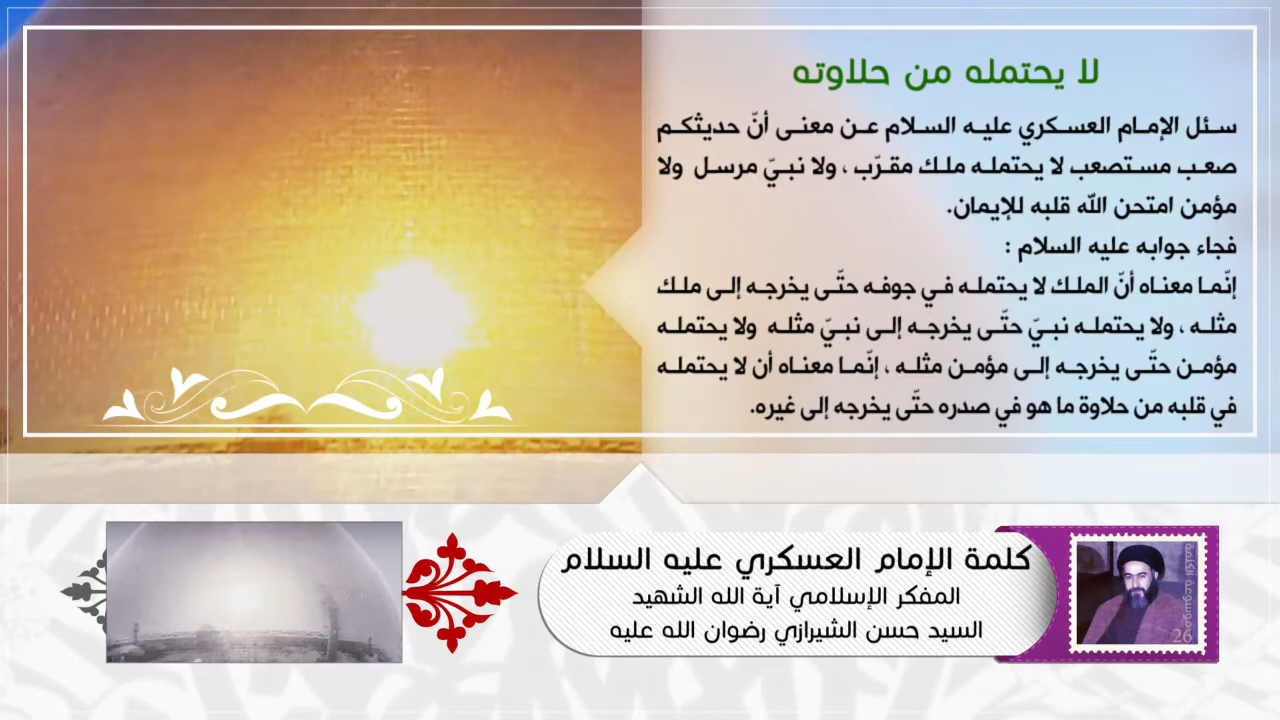 لا يحتمله من حلاوته
سئل الإمام العسكري عليه السلام عن معنى أنّ حديثكم
صعب مستصعب لا يحتمله ملك مقرّب ، ولا نبيّ مرسل ولا
مؤمن امتحن الله قلبه للإيمان.
فجاء جوابه عليه السلام :
إنّما معناه أنّ الملك لا يحتمله في جوفه حتّى يخرجه إلى ملك
مثله ، ولا يحتمله نبيّ حتّى يخرجه إلى نبيّ مثله ولا يحتمله
مؤمن حتّى يخرجه إلى مؤمن مثله ، إنّما معناه أن لا يحتمله
في قلبه من حلاوة ما هو في صدره حتّى يخرجه إلى غيره.
كلمة الإمام العسكري عليه السلام
المفكر الإسلامي آية الله الشهيد
السيد حسن الشيرازي رضوان الله عليه
موسوعة الكلمة
26